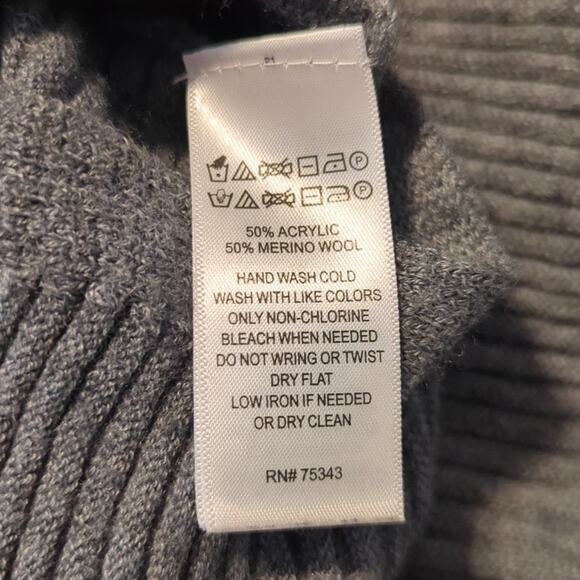 P1
P
P
50% ACRYLIC
50% MERINO WOOL
HAND WASH COLD
WASH WITH LIKE COLORS
ONLY NON-CHLORINE
BLEACH WHEN NEEDED
DO NOT WRING OR TWIST
DRY FLAT
LOW IRON IF NEEDED
OR DRY CLEAN
RN# 75343